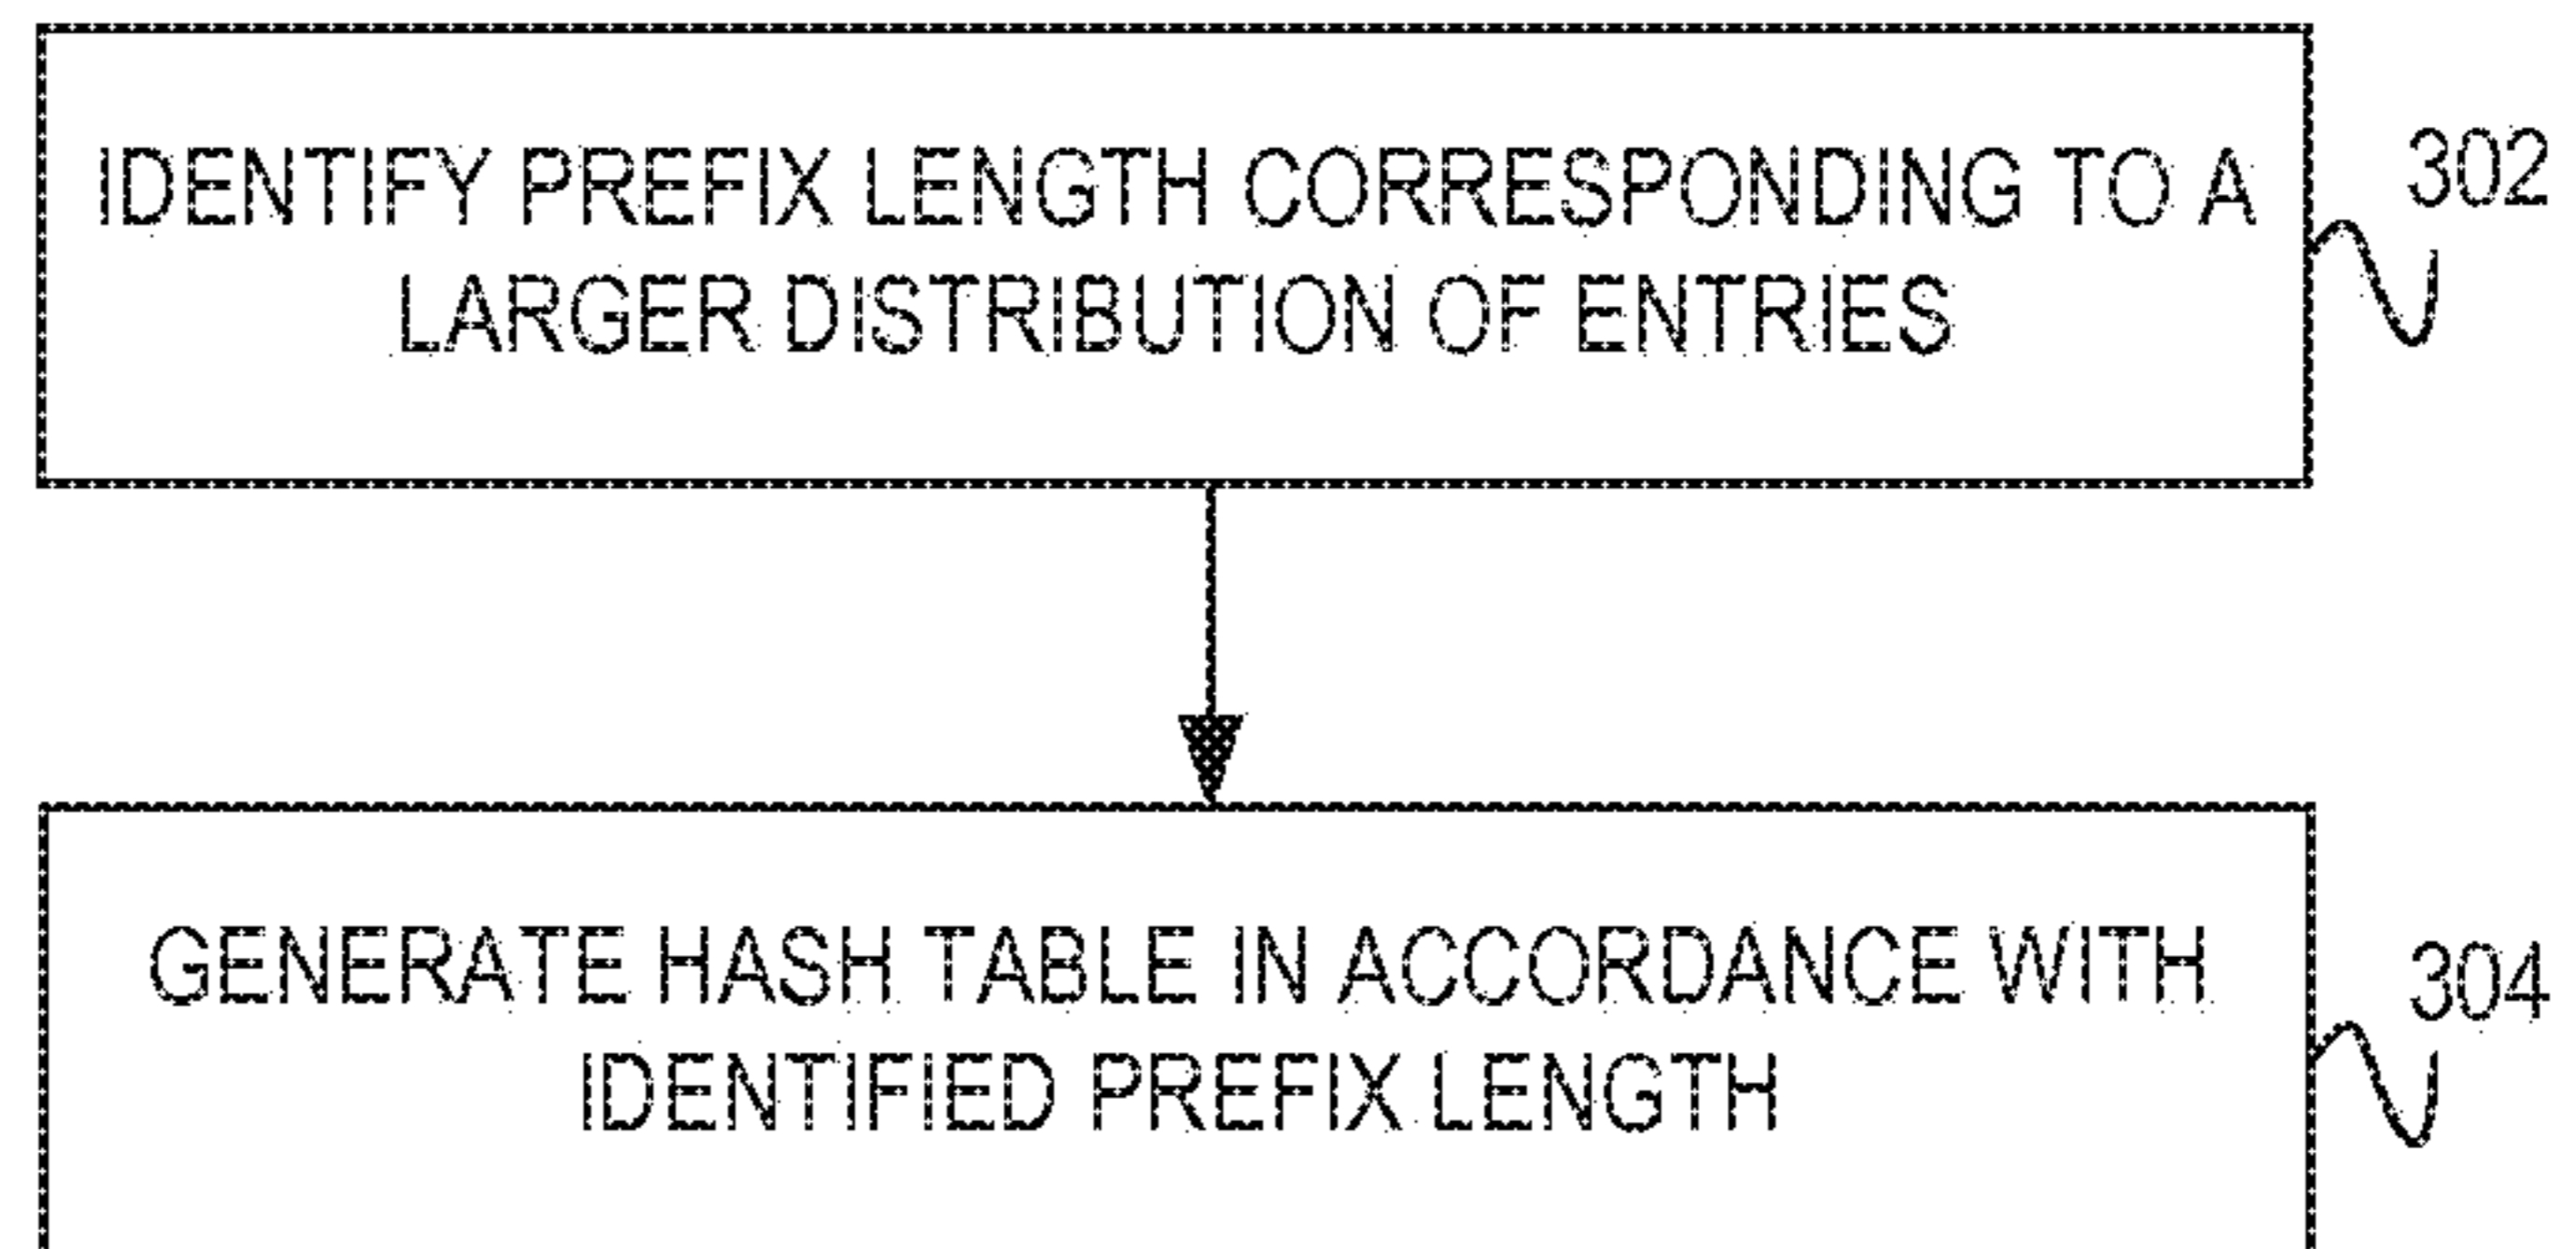 IDENTIFY PREFIX LENGTH CORRESPONDING TO A
LARGER DISTRIBUTION OF ENTRIES
302
GENERATE HASH TABLE IN ACCORDANCE WITH
IDENTIFIED PREFIX LENGTH
304